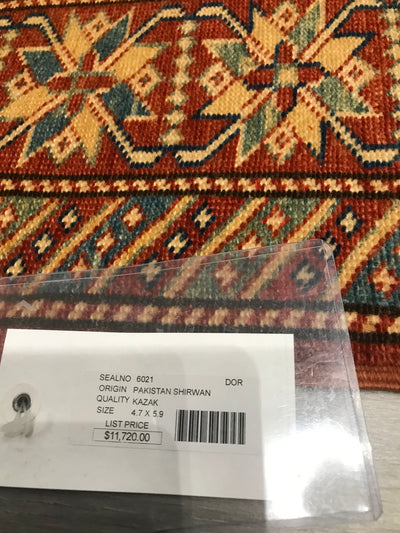 SEALNO 6021 DOR
ORIGIN PAKISTAN SHIRWAN
QUALITY KAZAK
SIZE 4.7 X 5.9
LIST PRICE
$11,720.00